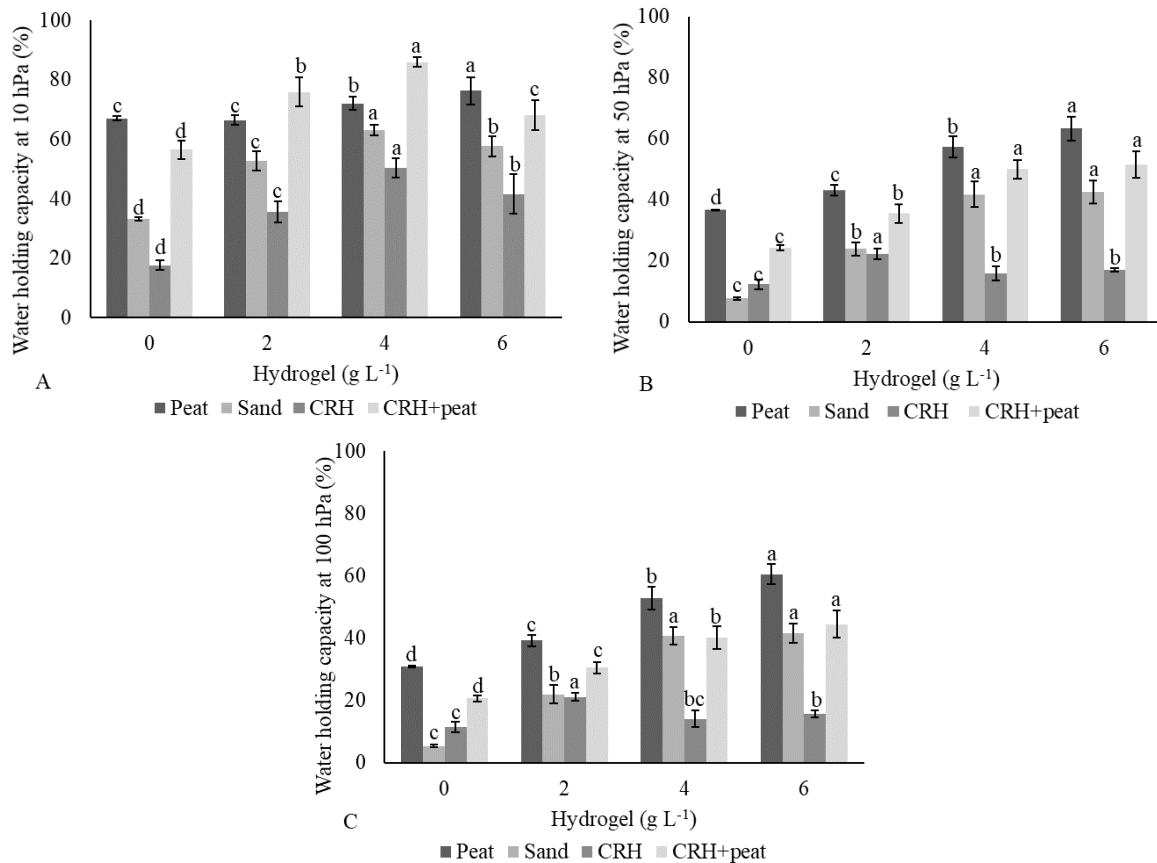 Water holding capacity at 10 hPa (%)
100
80
60
40
20
0
c d c d
c c c b
b a a a
a b b c
0 2 4 6
Hydrogel (g L-1)
A
Peat Sand CRH CRH+peat
Water holding capacity at 50 hPa (%)
100
80
60
40
20
0
d c c c
c b a b
b a b a
a a b a
0 2 4 6
Hydrogel (g L-1)
B
Peat Sand CRH CRH+peat
Water holding capacity at 100 hPa (%)
100
80
60
40
20
0
d c c d
c b a c
b a bc b
a a b a
0 2 4 6
Hydrogel (g L-1)
C
Peat Sand CRH CRH+peat